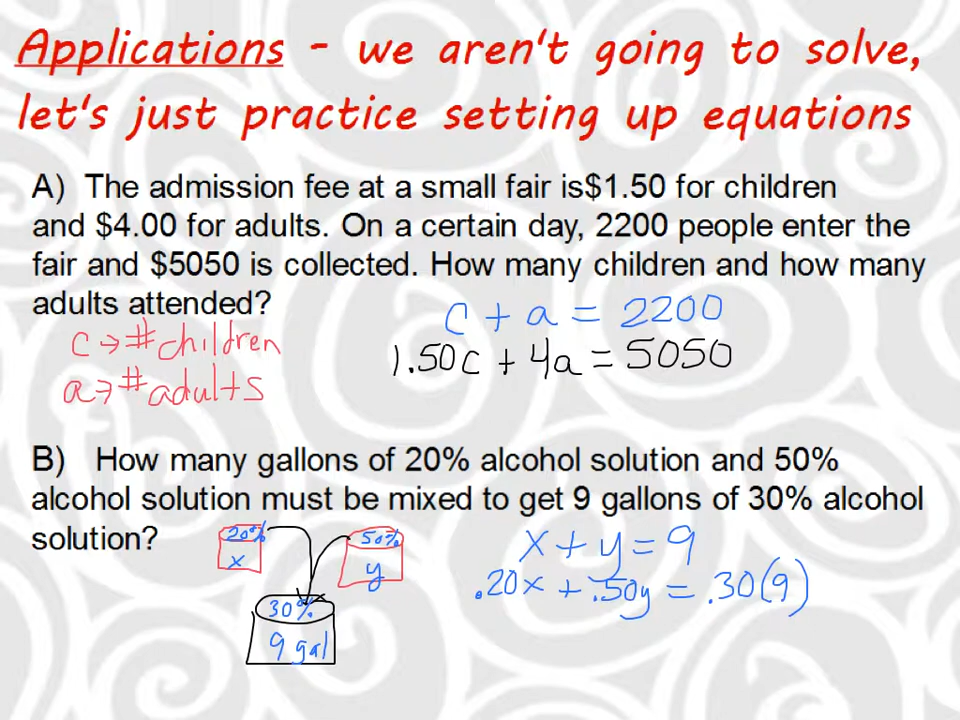 Applications - we aren't going to solve,
let's just practice setting up equations
A) The admission fee at a small fair is$1.50 for children
and $4.00 for adults. On a certain day, 2200 people enter the
fair and $5050 is collected. How many children and how many
adults attended?
c + a = 2200
c → # children
1.50c + 4a = 5050
a → # adults
B) How many gallons of 20% alcohol solution and 50%
alcohol solution must be mixed to get 9 gallons of 30% alcohol
solution?
20%
x
50%
y
x + y = 9
.20x + .50y = .30(9)
30%
9 gal